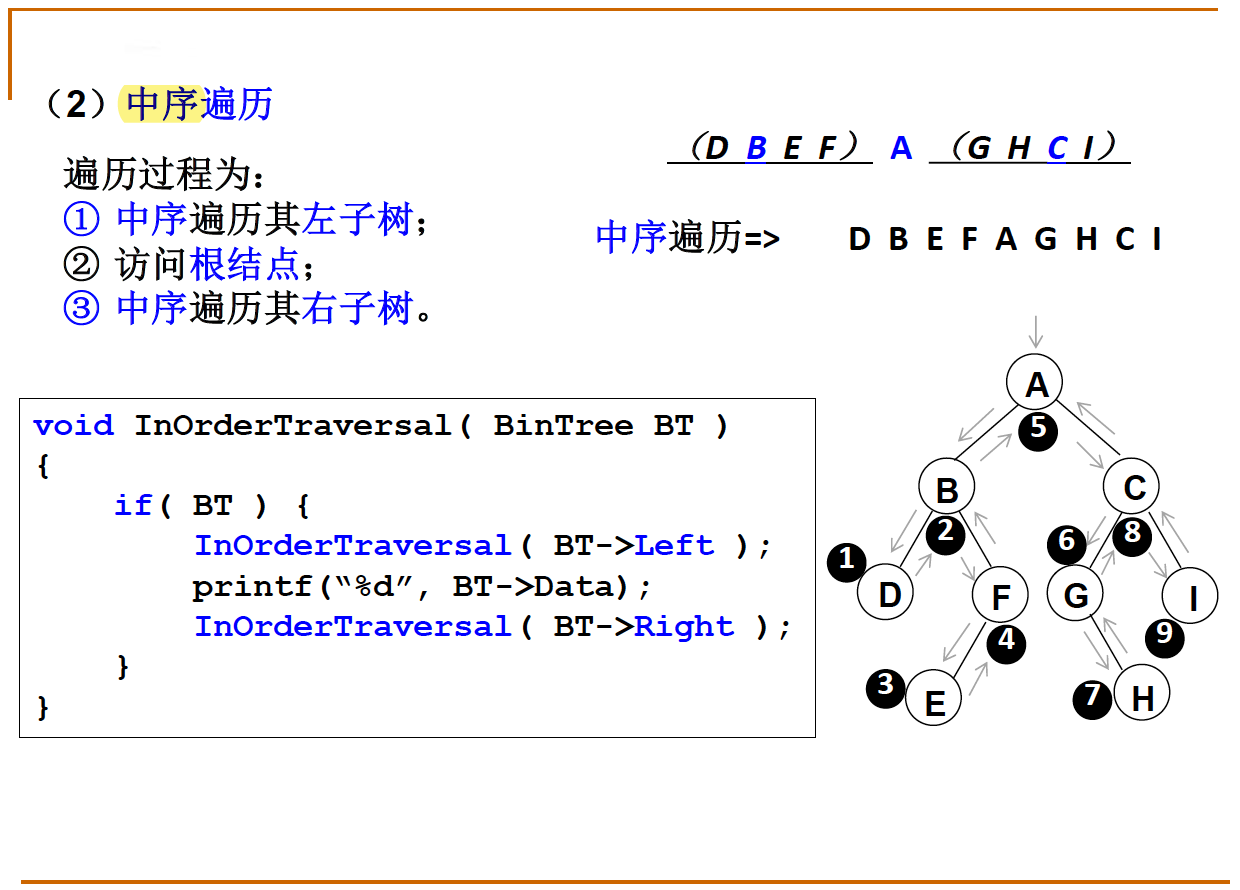 （2）中序遍历
遍历过程为：
① 中序遍历其左子树；
② 访问根结点；
③ 中序遍历其右子树。
（D B E F） A （G H C I）
中序遍历=> D B E F A G H C I
void InOrderTraversal( BinTree BT )
{
if( BT ) {
InOrderTraversal( BT->Left );
printf(“%d”, BT->Data);
InOrderTraversal( BT->Right );
}
}
A
5
B
C
2
6
8
1
D
F
G
I
4
9
3
E
7
H